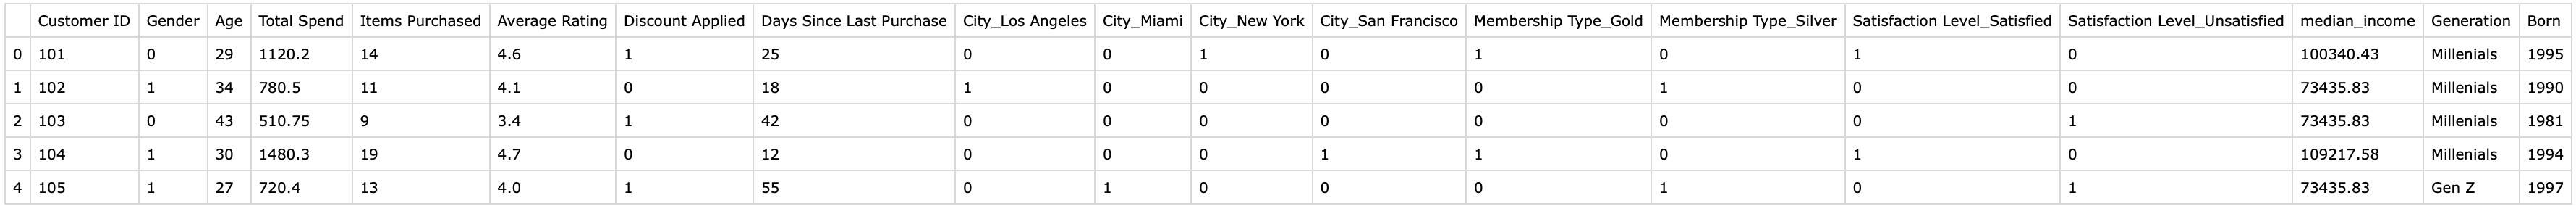 Customer ID Gender Age Total Spend Items Purchased Average Rating Discount Applied Days Since Last Purchase City_Los Angeles City_Miami City_New York City_San Francisco Membership Type_Gold Membership Type_Silver Satisfaction Level_Satisfied Satisfaction Level_Unsatisfied median_income Generation Born
0 101 0 29 1120.2 14 4.6 1 25 0 0 1 0 1 0 1 0 100340.43 Millenials 1995
1 102 1 34 780.5 11 4.1 0 18 1 0 0 0 0 1 0 0 73435.83 Millenials 1990
2 103 0 43 510.75 9 3.4 1 42 0 0 0 0 0 0 0 1 73435.83 Millenials 1981
3 104 1 30 1480.3 19 4.7 0 12 0 0 0 1 1 0 1 0 109217.58 Millenials 1994
4 105 1 27 720.4 13 4.0 1 55 0 1 0 0 0 1 0 1 73435.83 Gen Z 1997